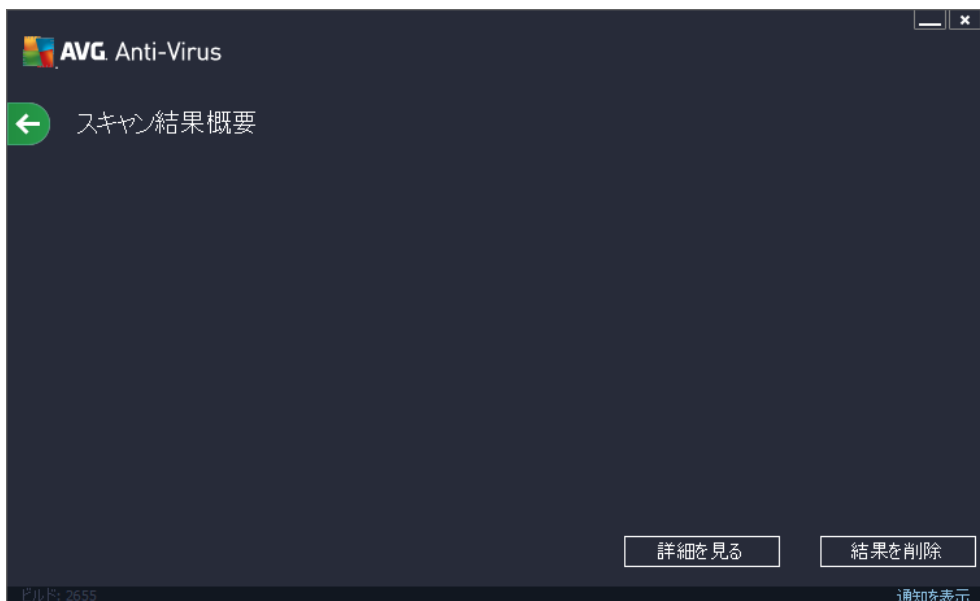 AVG. Anti-Virus
スキャン結果概要
詳細を見る
結果を削除
ビルド: 2655
通知を表示